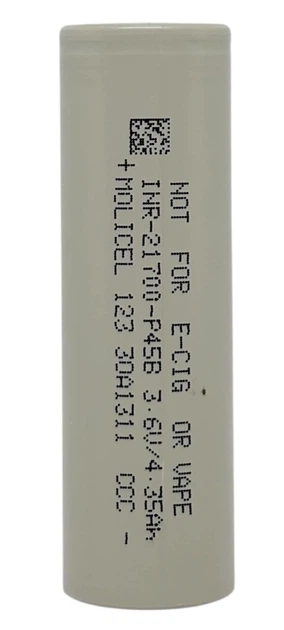 NOT FOR E-CIG OR VAPE
INR-21700-P45B 3.6V/4.35Ah
+MOLICEL 123 30A1311 CCC -